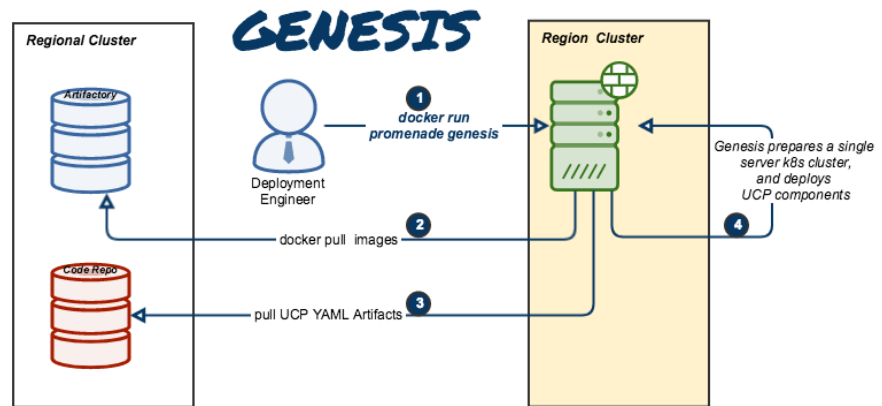 GENESIS
Regional Cluster
Region Cluster
Artifactory
1
docker run
promenade genesis
Deployment
Engineer
Genesis prepares a single
server k8s cluster,
and deploys
UCP components
docker pull images
2
4
Code Repo
pull UCP YAML Artifacts
3